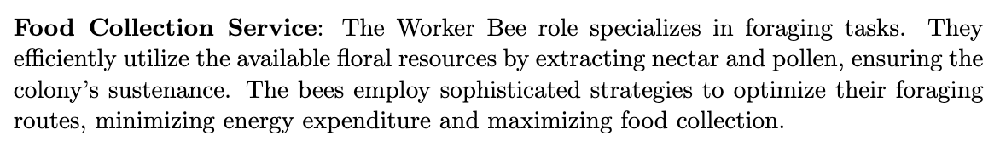 Food Collection Service: The Worker Bee role specializes in foraging tasks. They
efficiently utilize the available floral resources by extracting nectar and pollen, ensuring the
colony's sustenance. The bees employ sophisticated strategies to optimize their foraging
routes, minimizing energy expenditure and maximizing food collection.